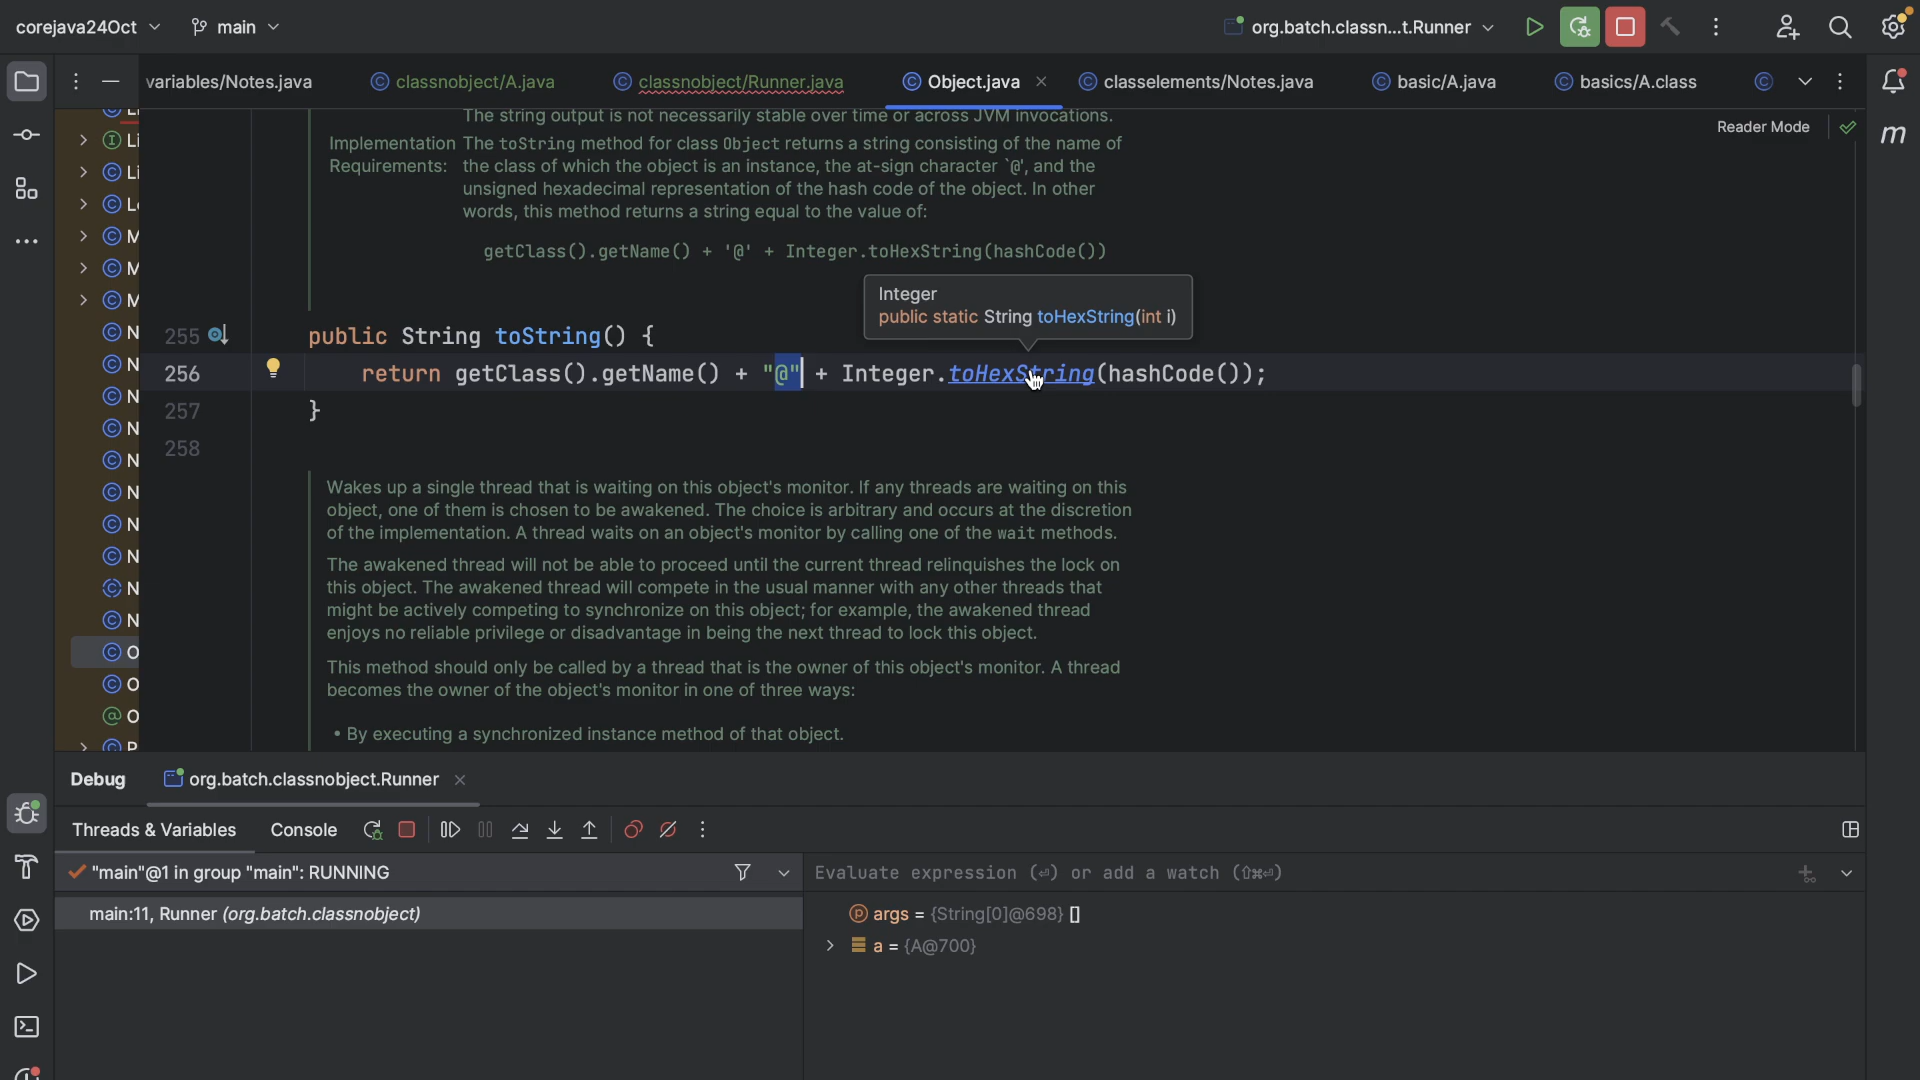 corejava24Oct
main
org.batch.classn...t.Runner
variables/Notes.java
classnobject/A.java
classnobject/Runner.java
Object.java
classelements/Notes.java
basic/A.java
basics/A.class
Reader Mode
The string output is not necessarily stable over time or across JVM invocations.
Implementation Requirements: The toString method for class Object returns a string consisting of the name of
the class of which the object is an instance, the at-sign character `@', and the
unsigned hexadecimal representation of the hash code of the object. In other
words, this method returns a string equal to the value of:
getClass().getName() + '@' + Integer.toHexString(hashCode())
Integer
public static String toHexString(int i)
255 public String toString() {
256 return getClass().getName() + "@" + Integer.toHexString(hashCode());
257 }
258
Wakes up a single thread that is waiting on this object's monitor. If any threads are waiting on this
object, one of them is chosen to be awakened. The choice is arbitrary and occurs at the discretion
of the implementation. A thread waits on an object's monitor by calling one of the wait methods.
The awakened thread will not be able to proceed until the current thread relinquishes the lock on
this object. The awakened thread will compete in the usual manner with any other threads that
might be actively competing to synchronize on this object; for example, the awakened thread
enjoys no reliable privilege or disadvantage in being the next thread to lock this object.
This method should only be called by a thread that is the owner of this object's monitor. A thread
becomes the owner of the object's monitor in one of three ways:
• By executing a synchronized instance method of that object.
Li
Li
L
M
M
M
N
N
N
N
N
N
N
N
N
N
O
O
O
P
Debug
org.batch.classnobject.Runner
Threads & Variables
Console
"main"@1 in group "main": RUNNING
main:11, Runner (org.batch.classnobject)
Evaluate expression (⏎) or add a watch (⇧⌘⏎)
args = {String[0]@698} []
a = {A@700}